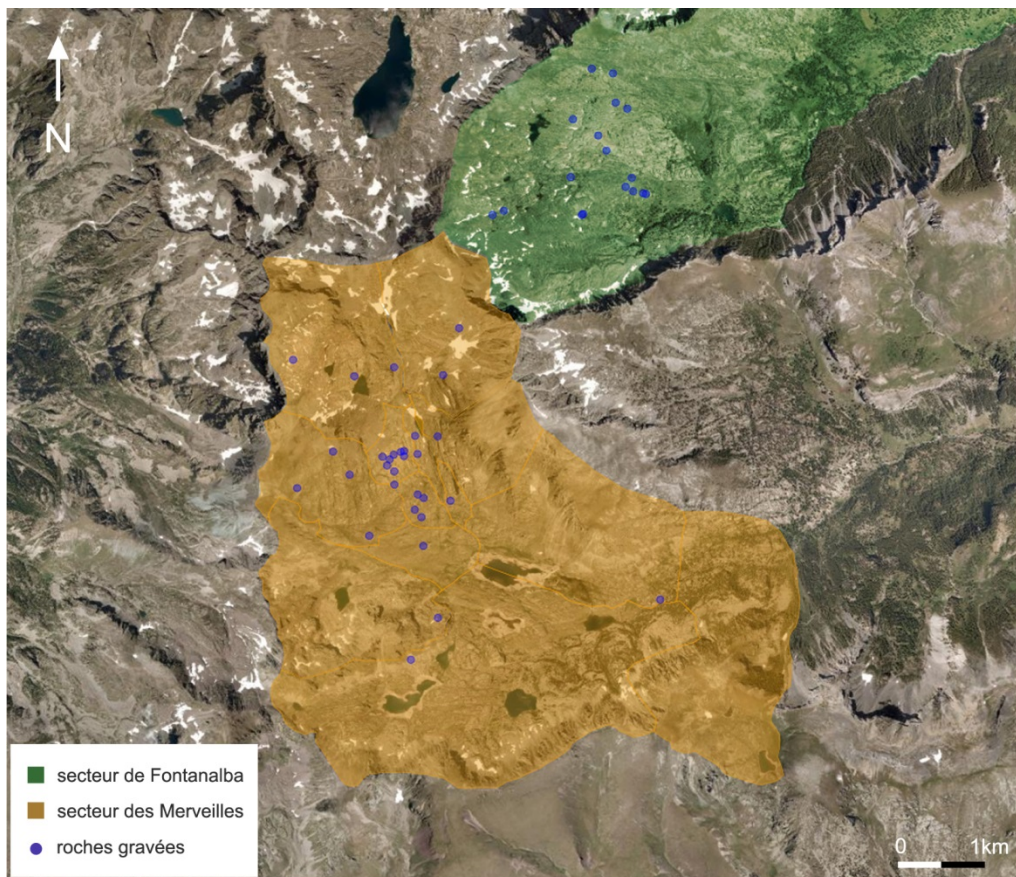 N
secteur de Fontanalba
secteur des Merveilles
roches gravées
0 1km